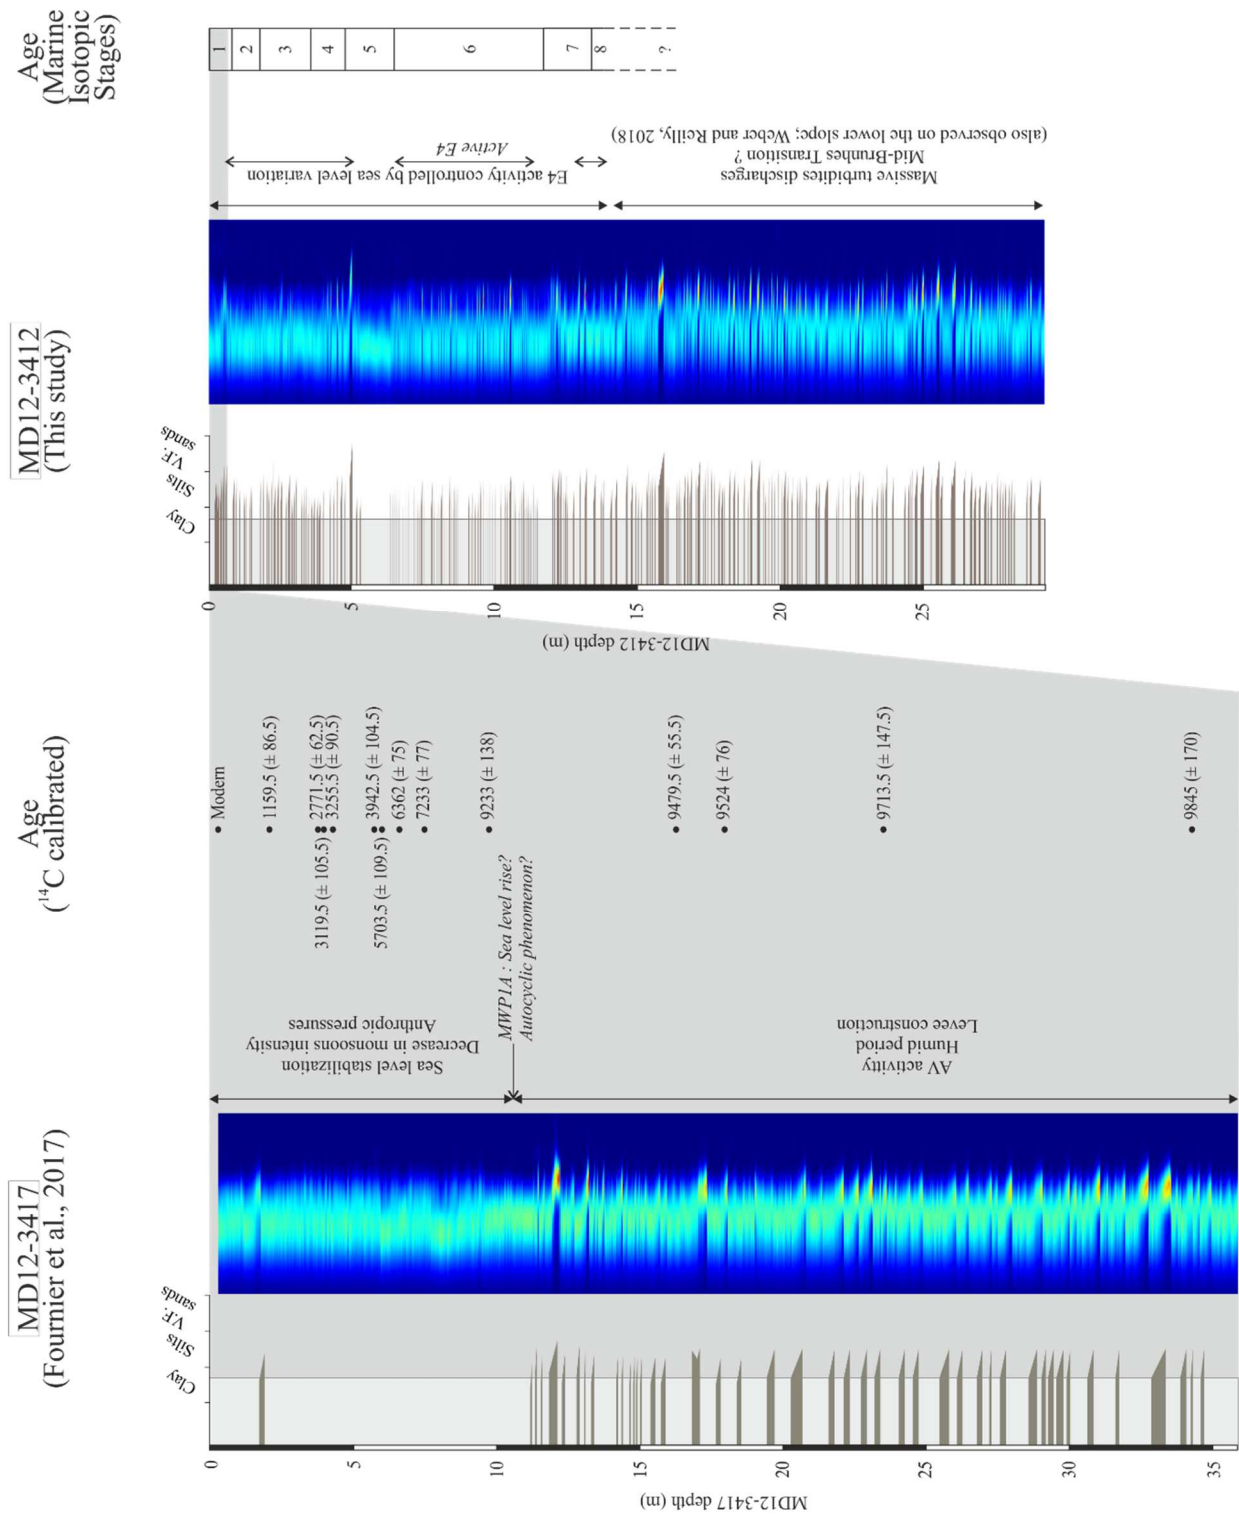 MD12-3417
(Fournier et al., 2017)
Age
(¹⁴C calibrated)
MD12-3412
(This study)
Age
(Marine
Isotopic
Stages)
MD12-3417 depth (m)
0
5
10
15
20
25
30
35
Clay
Silts
V.F.
sands
Sea level stabilization
Decrease in monsoons intensity
Anthropic pressures
MWP1A : Sea level rise?
Autocyclic phenomenon?
AV activitty
Humid period
Levee construction
Modern
1159.5 (± 86.5)
2771.5 (± 62.5)
3119.5 (± 105.5)
3255.5 (± 90.5)
3942.5 (± 104.5)
5703.5 (± 109.5)
6362 (± 75)
7233 (± 77)
9233 (± 138)
9479.5 (± 55.5)
9524 (± 76)
9713.5 (± 147.5)
9845 (± 170)
MD12-3412 depth (m)
0
5
10
15
20
25
Clay
Silts
V.F.
sands
E4 activity controlled by sea level variation
Active E4
Massive turbidites discharges
Mid-Brunhes Transition ?
(also observed on the lower slope; Weber and Reilly, 2018)
1
2
3
4
5
6
7
8
?